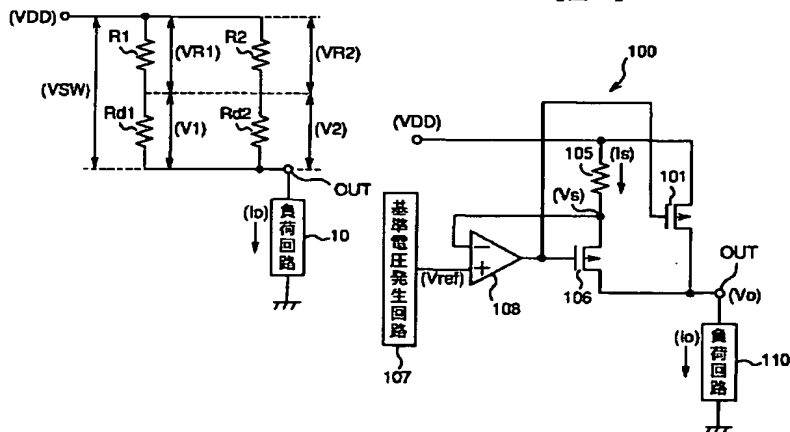 (VDD)
R1
(VR1)
R2
(VR2)
(VSW)
Rd1
(V1)
Rd2
(V2)
OUT
(io)
負荷回路
10
100
(VDD)
105
(is)
101
(Vs)
基準電圧発生回路
107
(Vref)
−
+
108
106
OUT
(Vo)
(io)
負荷回路
110